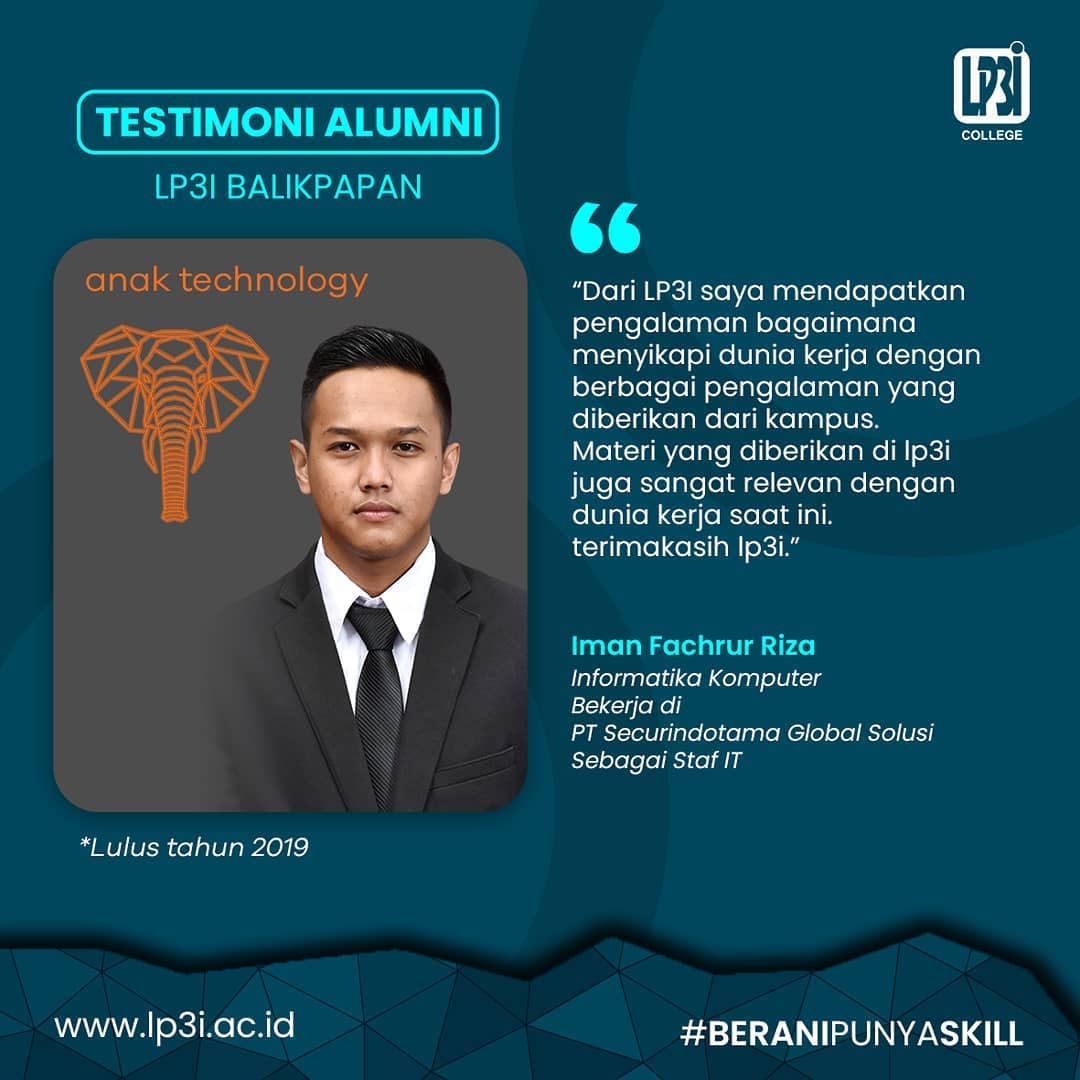 LP3I
COLLEGE
TESTIMONI ALUMNI
LP3I BALIKPAPAN
anak technology
“Dari LP3I saya mendapatkan
pengalaman bagaimana
menyikapi dunia kerja dengan
berbagai pengalaman yang
diberikan dari kampus.
Materi yang diberikan di lp3i
juga sangat relevan dengan
dunia kerja saat ini.
terimakasih lp3i.”
Iman Fachrur Riza
Informatika Komputer
Bekerja di
PT Securindotama Global Solusi
Sebagai Staf IT
*Lulus tahun 2019
www.lp3i.ac.id
#BERANIPUNYASKILL